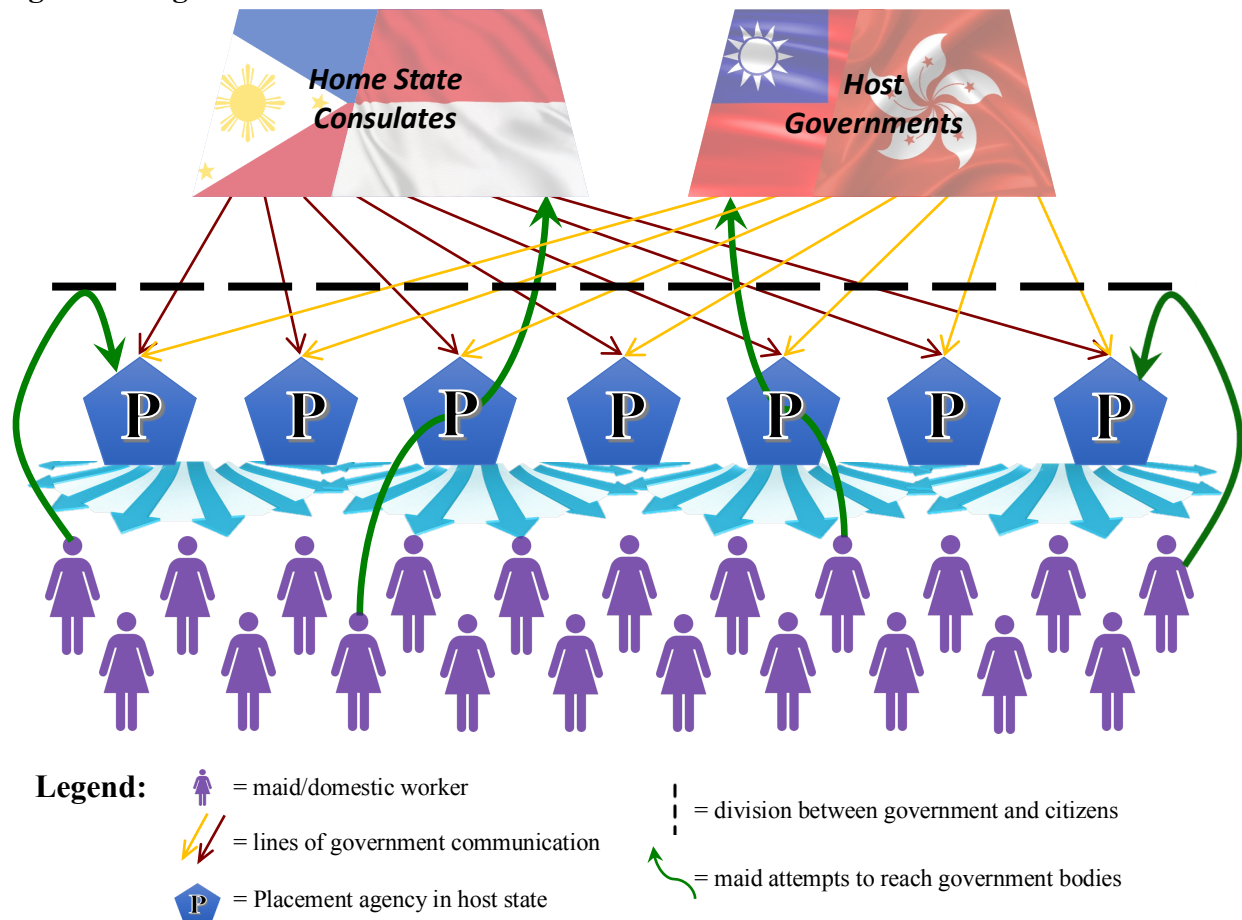 Home State
Consulates
Host
Governments
P P P P P P P
Legend:
= maid/domestic worker
= lines of government communication
P = Placement agency in host state
= division between government and citizens
= maid attempts to reach government bodies